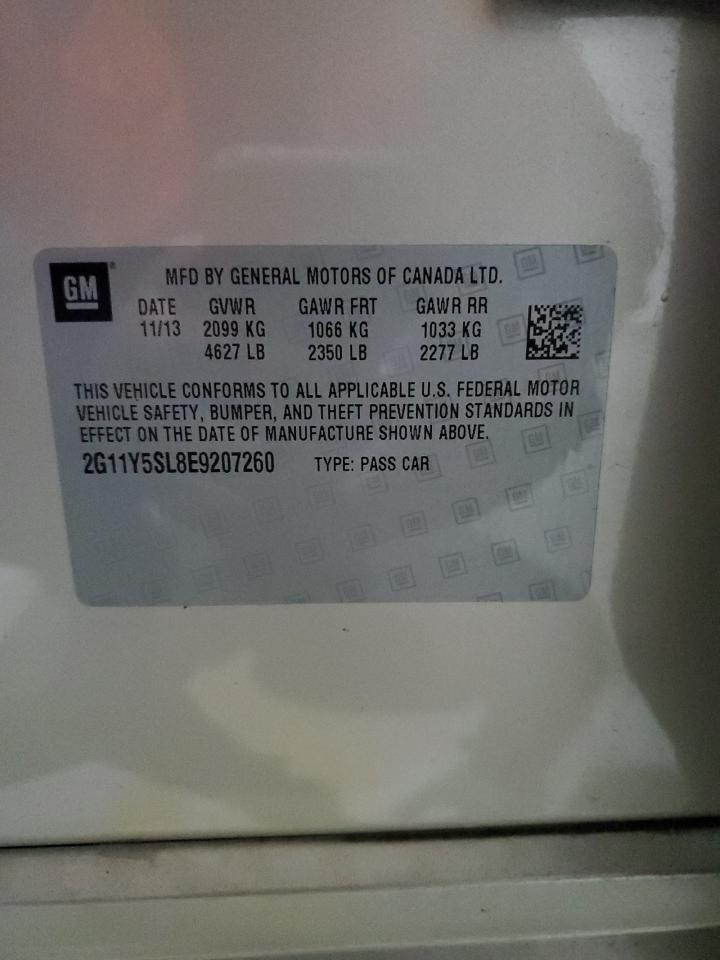 GM
MFD BY GENERAL MOTORS OF CANADA LTD.
DATE GVWR GAWR FRT GAWR RR
11/13 2099 KG 1066 KG 1033 KG
4627 LB 2350 LB 2277 LB
THIS VEHICLE CONFORMS TO ALL APPLICABLE U.S. FEDERAL MOTOR
VEHICLE SAFETY, BUMPER, AND THEFT PREVENTION STANDARDS IN
EFFECT ON THE DATE OF MANUFACTURE SHOWN ABOVE.
2G11Y5SL8E9207260 TYPE: PASS CAR